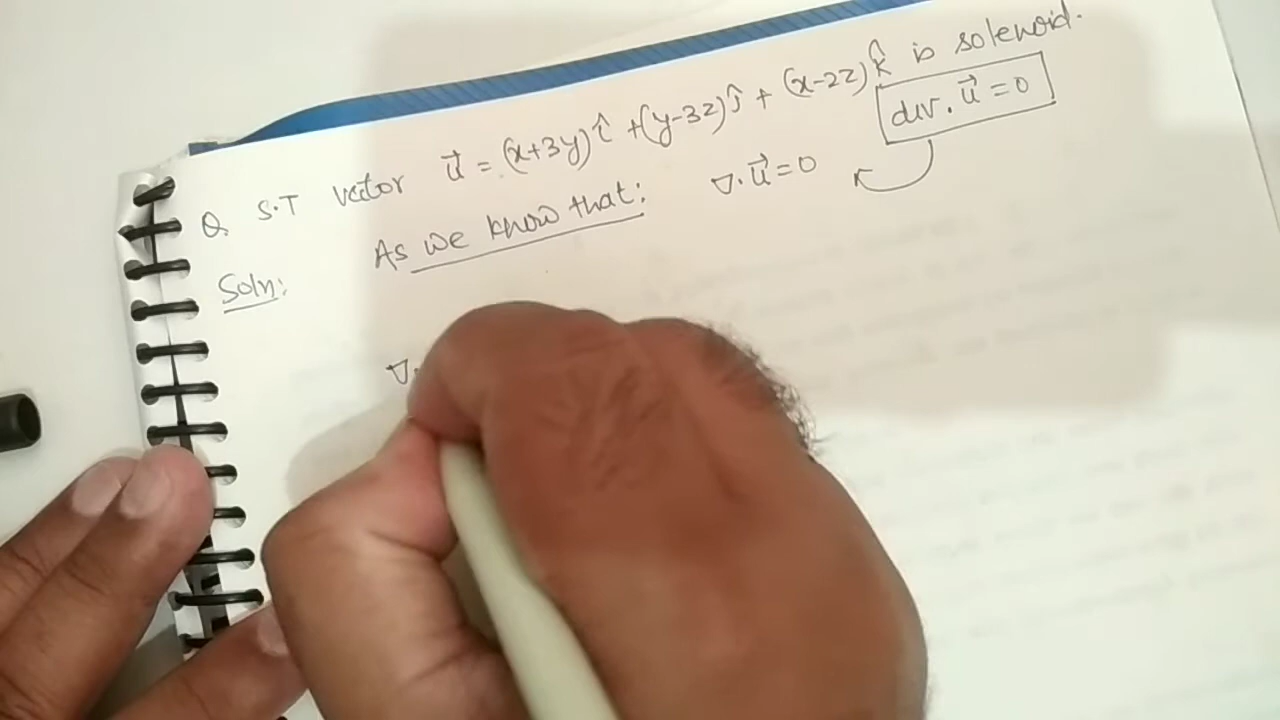 Q. S.T vector u⃗ = (x+3y)î +(y-3z)ĵ + (x-2z)k̂ is solenoid.
div. u⃗ = 0
Soln: As we know that: ∇. u⃗ = 0
∇.